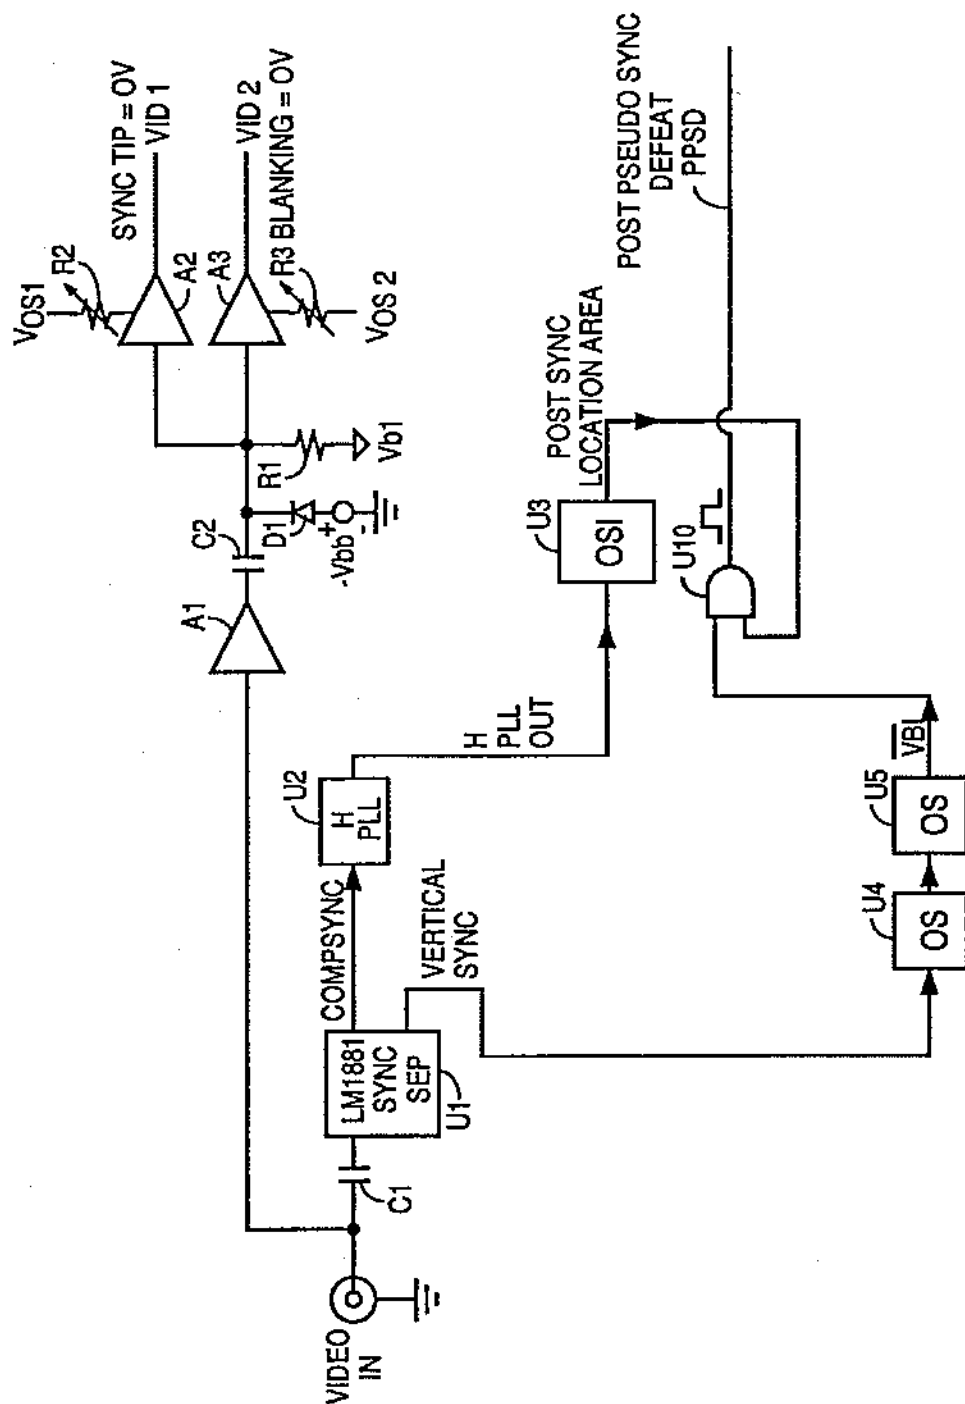 VOS1
R2
SYNC TIP = OV
VID 1
A2
VID 2
A3
R3 BLANKING = OV
VOS 2
A1
C2
D1
+
-Vbb
-
R1
Vb1
VIDEO
IN
C1
LM1881
SYNC
SEP
U1
COMPSYNC
VERTICAL
SYNC
U2
H
PLL
H
PLL
OUT
U3
OSI
POST SYNC
LOCATION AREA
U4
OS
U5
OS
VBI
U10
POST PSEUDO SYNC
DEFEAT
PPSD